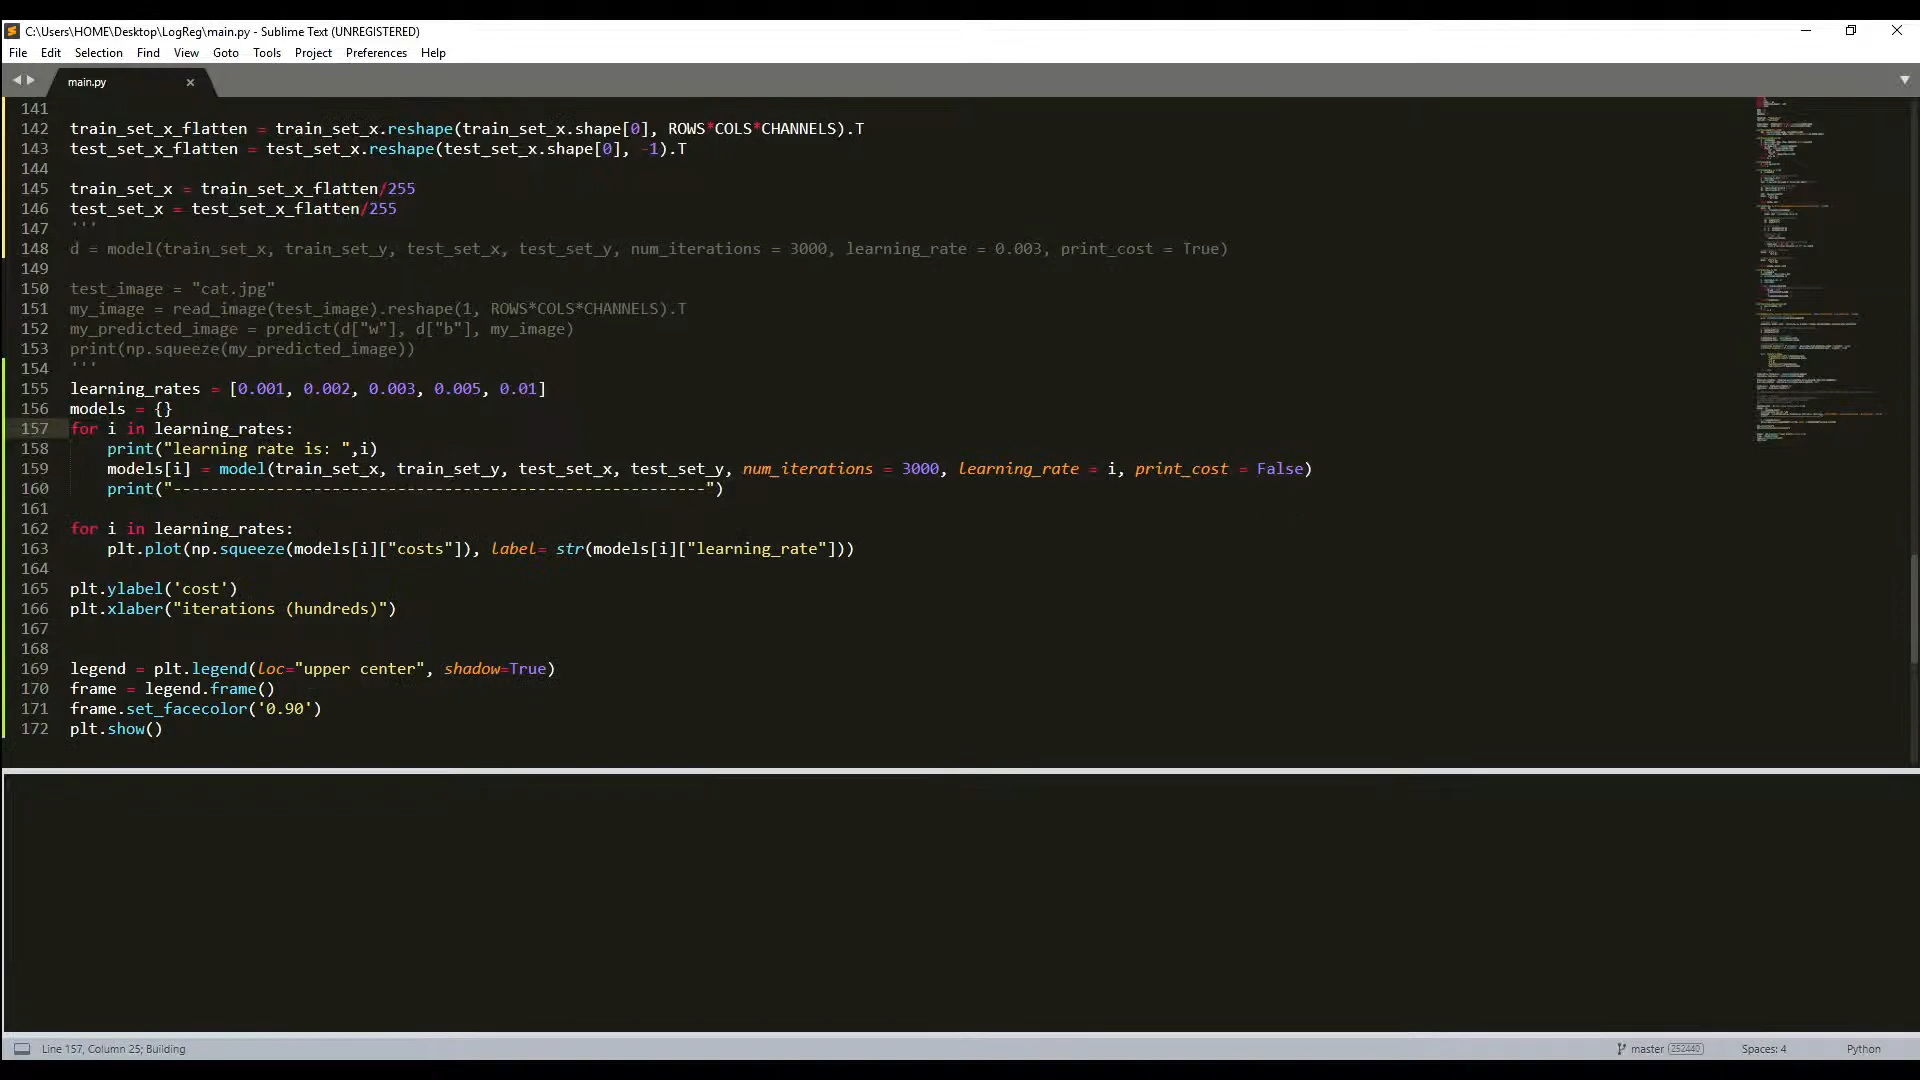 C:\Users\HOME\Desktop\LogReg\main.py - Sublime Text (UNREGISTERED)
File Edit Selection Find View Goto Tools Project Preferences Help
main.py
141
142 train_set_x_flatten = train_set_x.reshape(train_set_x.shape[0], ROWS*COLS*CHANNELS).T
143 test_set_x_flatten = test_set_x.reshape(test_set_x.shape[0], -1).T
144
145 train_set_x = train_set_x_flatten/255
146 test_set_x = test_set_x_flatten/255
147 '''
148 d = model(train_set_x, train_set_y, test_set_x, test_set_y, num_iterations = 3000, learning_rate = 0.003, print_cost = True)
149
150 test_image = "cat.jpg"
151 my_image = read_image(test_image).reshape(1, ROWS*COLS*CHANNELS).T
152 my_predicted_image = predict(d["w"], d["b"], my_image)
153 print(np.squeeze(my_predicted_image))
154 '''
155 learning_rates = [0.001, 0.002, 0.003, 0.005, 0.01]
156 models = {}
157 for i in learning_rates:
158     print("learning rate is: ",i)
159     models[i] = model(train_set_x, train_set_y, test_set_x, test_set_y, num_iterations = 3000, learning_rate = i, print_cost = False)
160     print("---------------------------------------------------------")
161
162 for i in learning_rates:
163     plt.plot(np.squeeze(models[i]["costs"]), label= str(models[i]["learning_rate"]))
164
165 plt.ylabel('cost')
166 plt.xlaber("iterations (hundreds)")
167
168
169 legend = plt.legend(loc="upper center", shadow=True)
170 frame = legend.frame()
171 frame.set_facecolor('0.90')
172 plt.show()
Line 157, Column 25; Building master 252440 Spaces: 4 Python